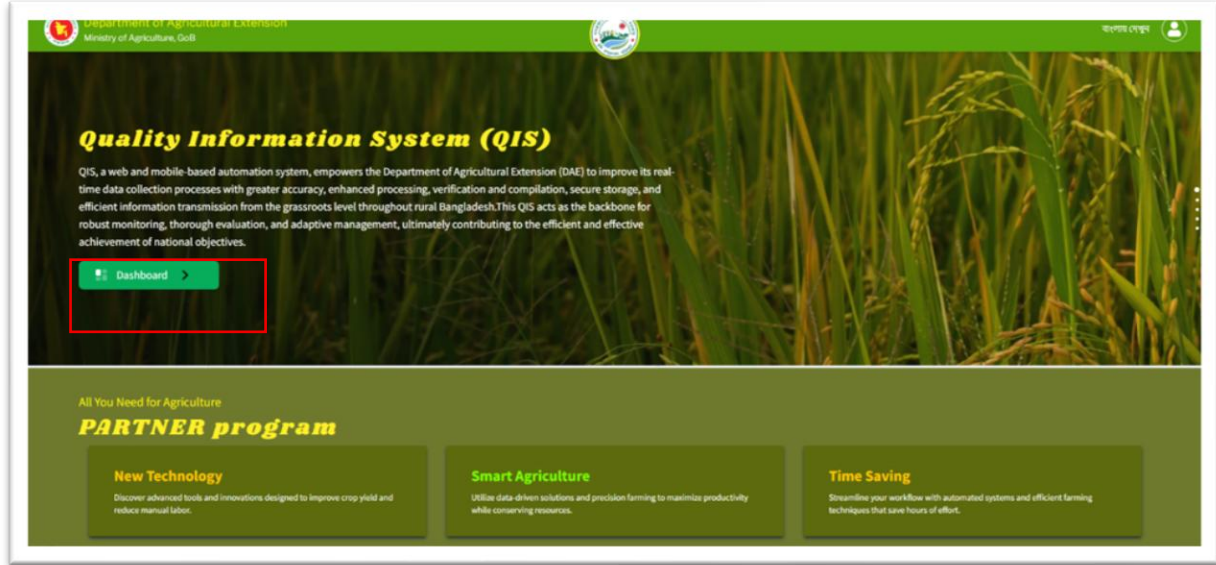 Department of Agricultural Extension
Ministry of Agriculture, GoB
বাংলায় দেখুন
Quality Information System (QIS)
QIS, a web and mobile-based automation system, empowers the Department of Agricultural Extension (DAE) to improve its real-
time data collection processes with greater accuracy, enhanced processing, verification and compilation, secure storage, and
efficient information transmission from the grassroots level throughout rural Bangladesh.This QIS acts as the backbone for
robust monitoring, thorough evaluation, and adaptive management, ultimately contributing to the efficient and effective
achievement of national objectives.
Dashboard
All You Need for Agriculture
PARTNER program
New Technology
Discover advanced tools and innovations designed to improve crop yield and
reduce manual labor.
Smart Agriculture
Utilize data-driven solutions and precision farming to maximize productivity
while conserving resources.
Time Saving
Streamline your workflow with automated systems and efficient farming
techniques that save hours of effort.